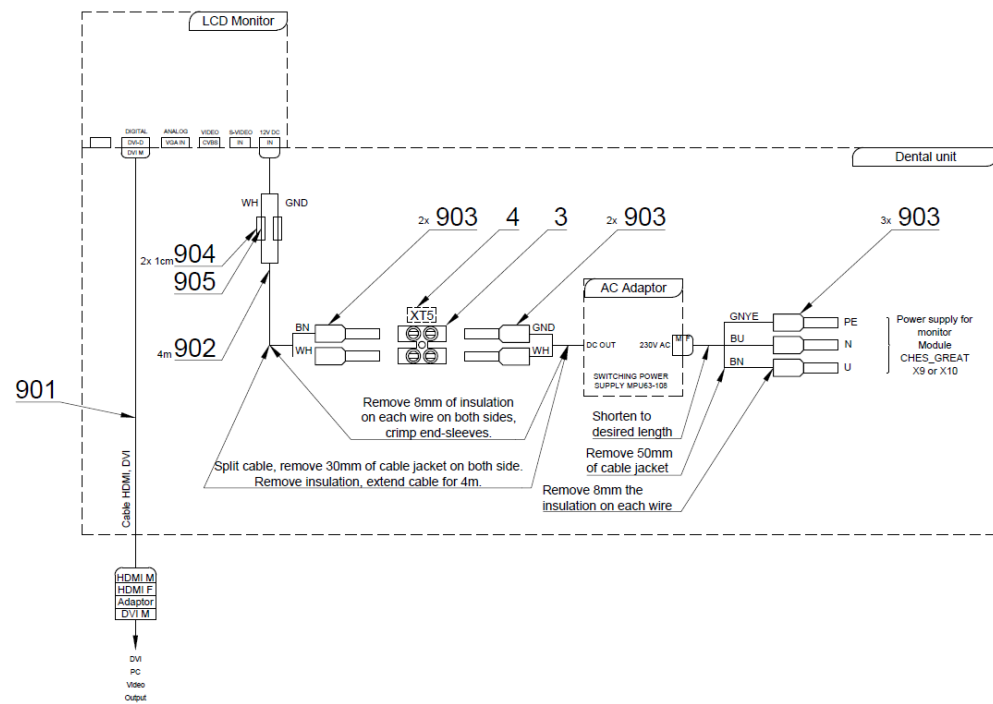 LCD Monitor
DIGITAL
ANALOG
VIDEO
S-VIDEO
12V DC
DVI-D
VGA IN
CVBS
IN
IN
DVI M
Dental unit
WH
GND
2x 903
4
3
2x 903
3x 903
2x 1cm 904
905
AC Adaptor
XT5
BN
WH
GND
WH
DC OUT
230V AC
M F
GNYE
BU
BN
PE
N
U
Power supply for
monitor
Module
CHES_GREAT
X9 or X10
4m 902
SWITCHING POWER
SUPPLY MPU63-108
901
Remove 8mm of insulation
on each wire on both sides,
crimp end-sleeves.
Shorten to
desired length
Split cable, remove 30mm of cable jacket on both side.
Remove insulation, extend cable for 4m.
Remove 50mm
of cable jacket
Remove 8mm the
insulation on each wire
Cable HDMI, DVI
HDMI M
HDMI F
Adaptor
DVI M
DVI
PC
Video
Output